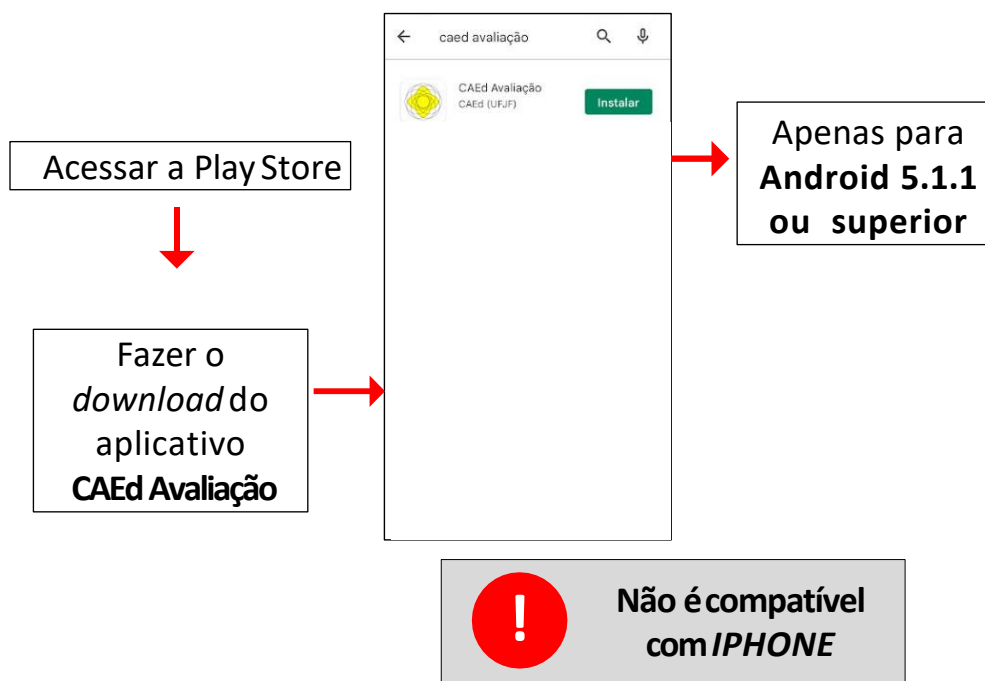 Acessar a Play Store
Fazer o
download do
aplicativo
CAEd Avaliação
caed avaliação
CAEd Avaliação
CAEd (UFJF)
Instalar
Apenas para
Android 5.1.1
ou superior
!
Não é compatível
com IPHONE